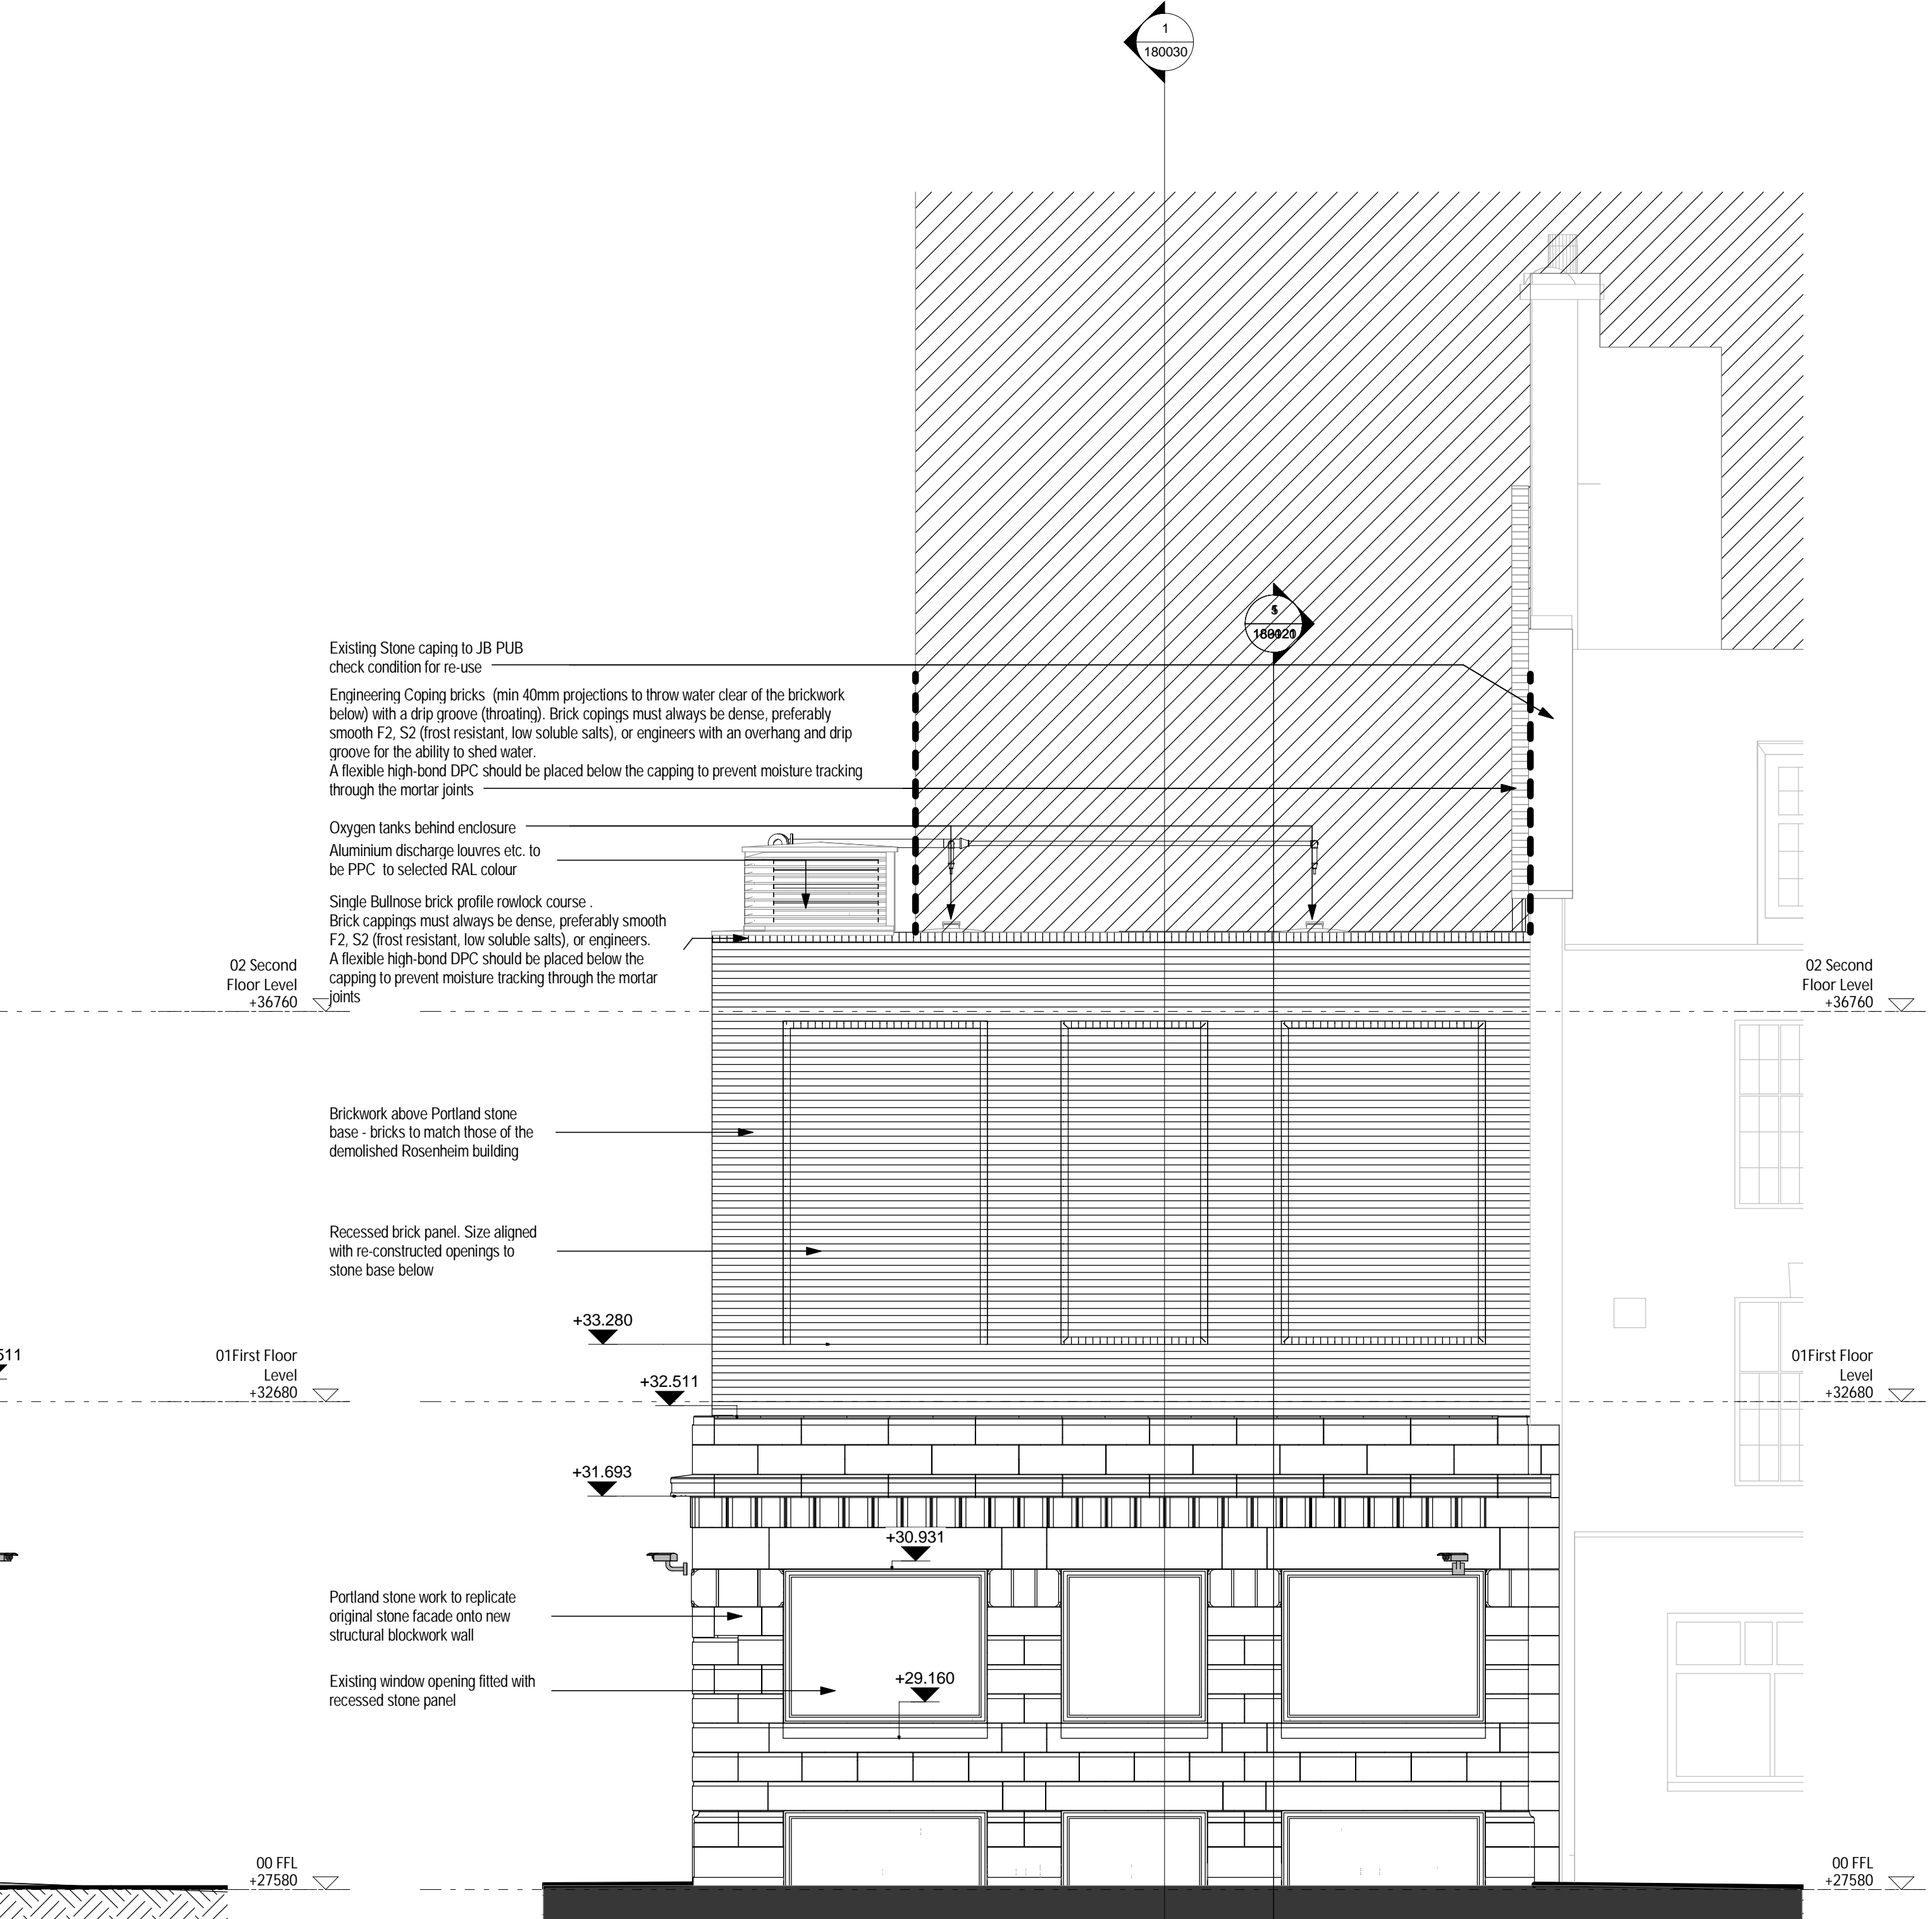 1
180030
Existing Stone caping to JB PUB
check condition for re-use
Engineering Coping bricks (min 40mm projections to throw water clear of the brickwork
below) with a drip groove (throating). Brick copings must always be dense, preferably
smooth F2, S2 (frost resistant, low soluble salts), or engineers with an overhang and drip
groove for the ability to shed water.
A flexible high-bond DPC should be placed below the capping to prevent moisture tracking
through the mortar joints
Oxygen tanks behind enclosure
Aluminium discharge louvres etc. to
be PPC to selected RAL colour
Single Bullnose brick profile rowlock course .
Brick cappings must always be dense, preferably smooth
F2, S2 (frost resistant, low soluble salts), or engineers.
A flexible high-bond DPC should be placed below the
capping to prevent moisture tracking through the mortar
joints
02 Second
Floor Level
+36760
02 Second
Floor Level
+36760
Brickwork above Portland stone
base - bricks to match those of the
demolished Rosenheim building
Recessed brick panel. Size aligned
with re-constructed openings to
stone base below
+33.280
511
01First Floor
Level
+32680
+32.511
01First Floor
Level
+32680
+31.693
+30.931
Portland stone work to replicate
original stone facade onto new
structural blockwork wall
Existing window opening fitted with
recessed stone panel
+29.160
00 FFL
+27580
00 FFL
+27580